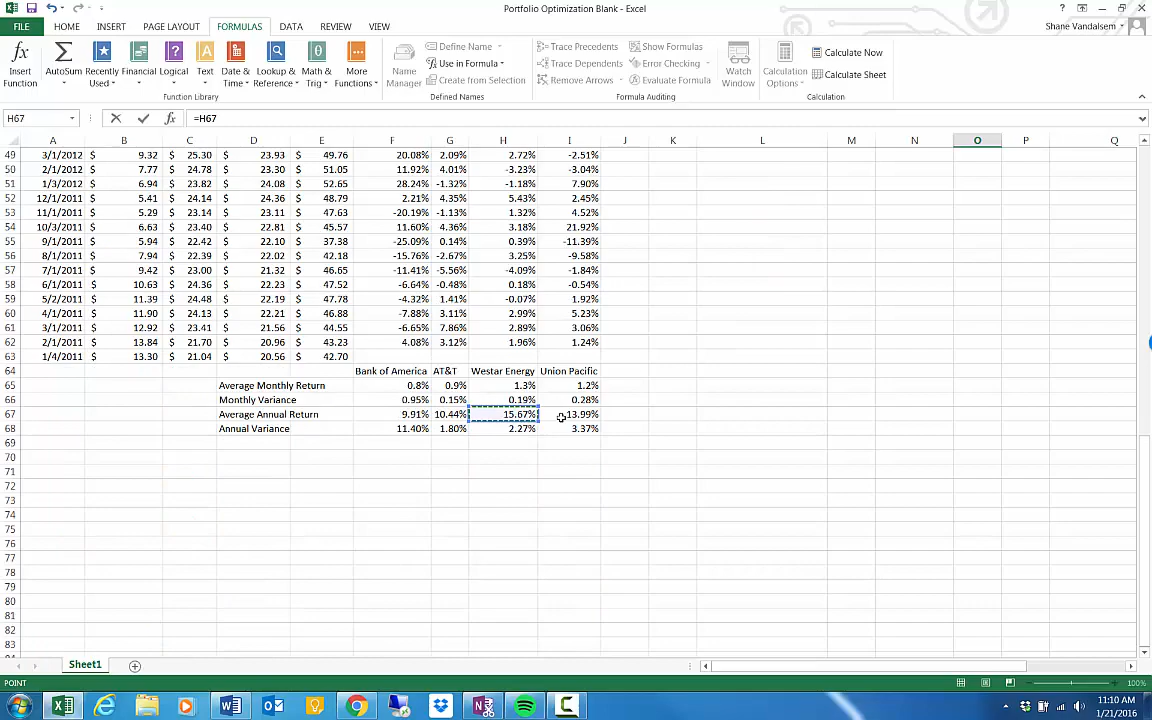 Portfolio Optimization Blank - Excel
FILE HOME INSERT PAGE LAYOUT FORMULAS DATA REVIEW VIEW Shane Vandalsem
Insert Function AutoSum Recently Used Financial Logical Text Date & Time Lookup & Reference Math & Trig More Functions Function Library
Name Manager Define Name Use in Formula Create from Selection Defined Names
Trace Precedents Trace Dependents Remove Arrows Show Formulas Error Checking Evaluate Formula Formula Auditing
Watch Window Calculation Options Calculate Now Calculate Sheet Calculation
H67 =H67
A B C D E F G H I J K L M N O P Q
49 3/1/2012 $ 9.32 $ 25.30 $ 23.93 $ 49.76 20.08% 2.09% 2.72% -2.51%
50 2/1/2012 $ 7.77 $ 24.78 $ 23.30 $ 51.05 11.92% 4.01% -3.23% -3.04%
51 1/3/2012 $ 6.94 $ 23.82 $ 24.08 $ 52.65 28.24% -1.32% -1.18% 7.90%
52 12/1/2011 $ 5.41 $ 24.14 $ 24.36 $ 48.79 2.21% 4.35% 5.43% 2.45%
53 11/1/2011 $ 5.29 $ 23.14 $ 23.11 $ 47.63 -20.19% -1.13% 1.32% 4.52%
54 10/3/2011 $ 6.63 $ 23.40 $ 22.81 $ 45.57 11.60% 4.36% 3.18% 21.92%
55 9/1/2011 $ 5.94 $ 22.42 $ 22.10 $ 37.38 -25.09% 0.14% 0.39% -11.39%
56 8/1/2011 $ 7.94 $ 22.39 $ 22.02 $ 42.18 -15.76% -2.67% 3.25% -9.58%
57 7/1/2011 $ 9.42 $ 23.00 $ 21.32 $ 46.65 -11.41% -5.56% -4.09% -1.84%
58 6/1/2011 $ 10.63 $ 24.36 $ 22.23 $ 47.52 -6.64% -0.48% 0.18% -0.54%
59 5/2/2011 $ 11.39 $ 24.48 $ 22.19 $ 47.78 -4.32% 1.41% -0.07% 1.92%
60 4/1/2011 $ 11.90 $ 24.13 $ 22.21 $ 46.88 -7.88% 3.11% 2.99% 5.23%
61 3/1/2011 $ 12.92 $ 23.41 $ 21.56 $ 44.55 -6.65% 7.86% 2.89% 3.06%
62 2/1/2011 $ 13.84 $ 21.70 $ 20.96 $ 43.23 4.08% 3.12% 1.96% 1.24%
63 1/4/2011 $ 13.30 $ 21.04 $ 20.56 $ 42.70
64 Bank of America AT&T Westar Energy Union Pacific
65 Average Monthly Return 0.8% 0.9% 1.3% 1.2%
66 Monthly Variance 0.95% 0.15% 0.19% 0.28%
67 Average Annual Return 9.91% 10.44% 15.67% 13.99%
68 Annual Variance 11.40% 1.80% 2.27% 3.37%
69
70
71
72
73
74
75
76
77
78
79
80
81
82
83
Sheet1
POINT 100%
11:10 AM
1/21/2016